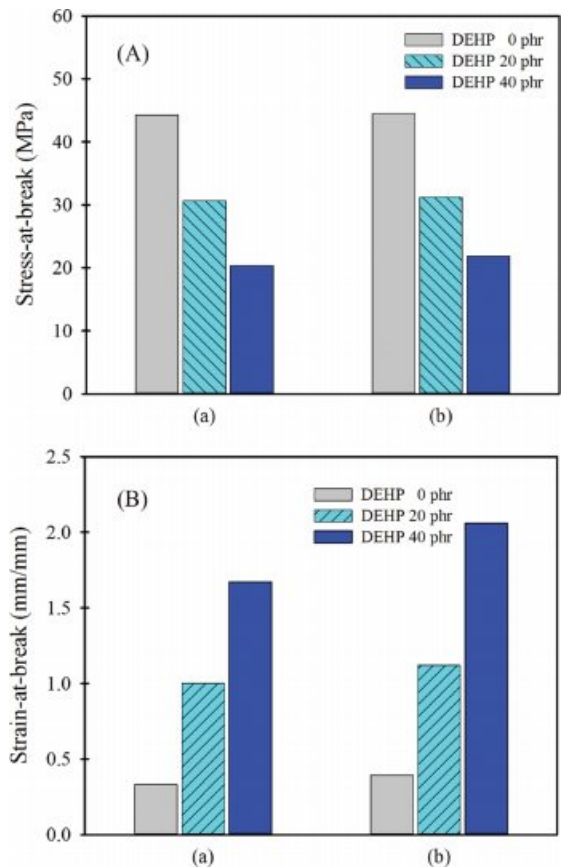 (A)
DEHP 0 phr
DEHP 20 phr
DEHP 40 phr
Stress-at-break (MPa)
60
50
40
30
20
10
0
(a) (b)
(B)
DEHP 0 phr
DEHP 20 phr
DEHP 40 phr
Strain-at-break (mm/mm)
2.5
2.0
1.5
1.0
0.5
0.0
(a) (b)